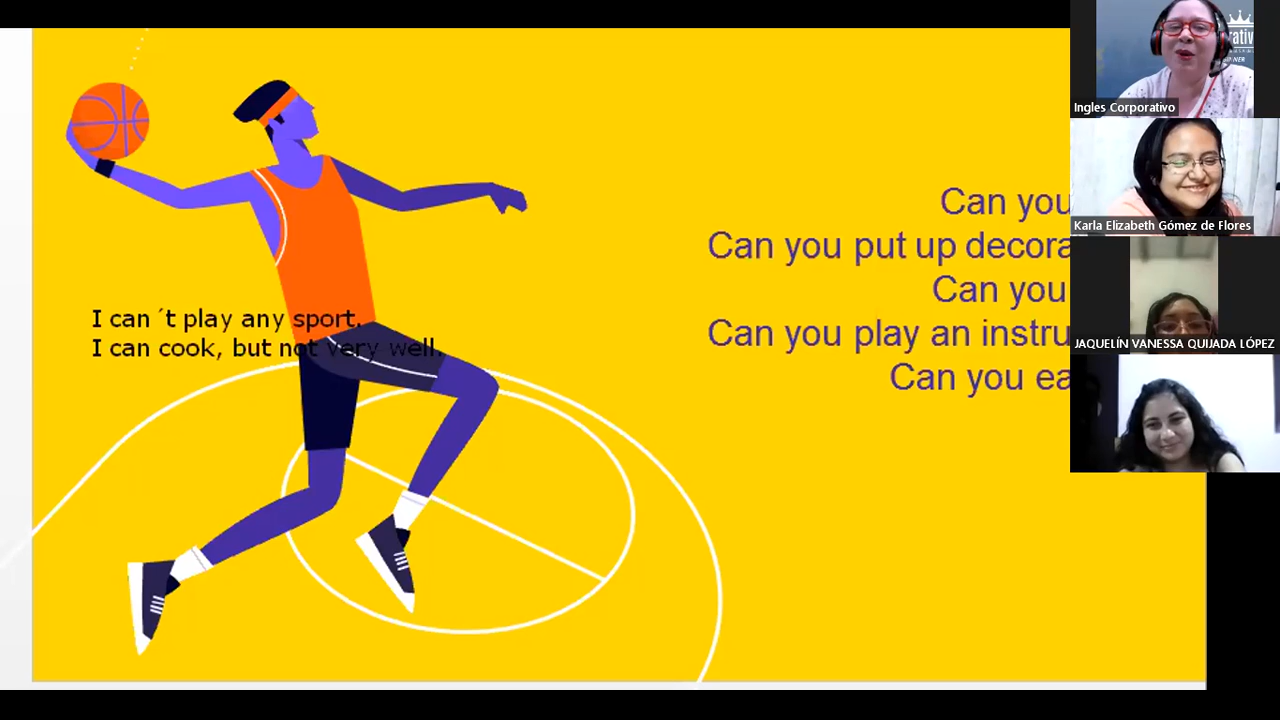 I can ´t play any sport.
I can cook, but not very well.
Can you
Can you put up decora
Can you
Can you play an instru
Can you ea
Ingles Corporativo
Karla Elizabeth Gómez de Flores
JAQUELÍN VANESSA QUIJADA LÓPEZ